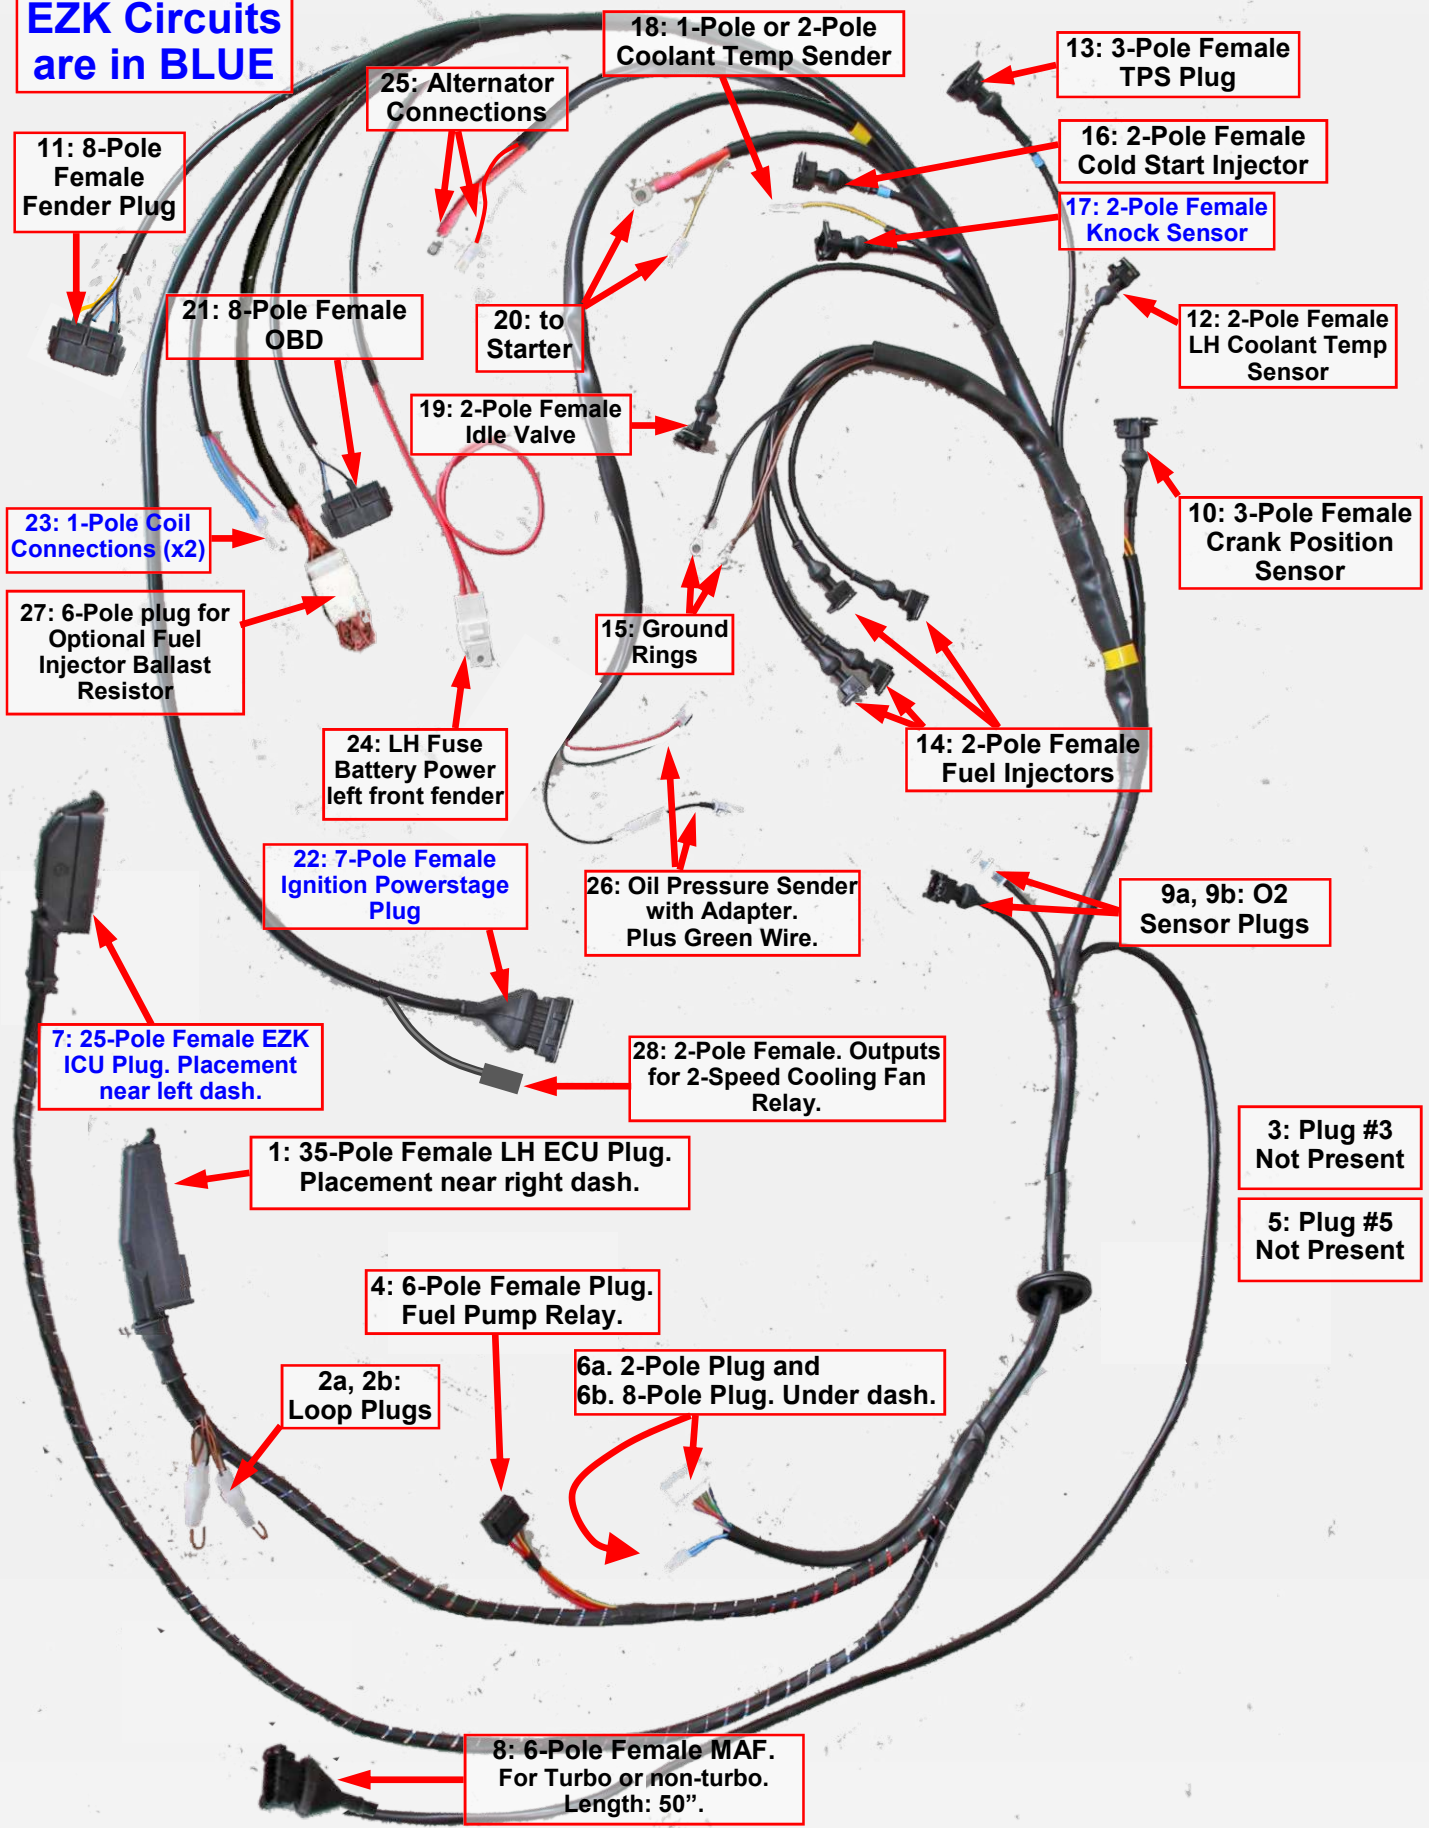 EZK Circuits
are in BLUE
18: 1-Pole or 2-Pole
Coolant Temp Sender
13: 3-Pole Female
TPS Plug
25: Alternator
Connections
11: 8-Pole
Female
Fender Plug
16: 2-Pole Female
Cold Start Injector
17: 2-Pole Female
Knock Sensor
21: 8-Pole Female
OBD
20: to
Starter
12: 2-Pole Female
LH Coolant Temp
Sensor
19: 2-Pole Female
Idle Valve
23: 1-Pole Coil
Connections (x2)
10: 3-Pole Female
Crank Position
Sensor
27: 6-Pole plug for
Optional Fuel
Injector Ballast
Resistor
15: Ground
Rings
24: LH Fuse
Battery Power
left front fender
14: 2-Pole Female
Fuel Injectors
22: 7-Pole Female
Ignition Powerstage
Plug
26: Oil Pressure Sender
with Adapter.
Plus Green Wire.
9a, 9b: O2
Sensor Plugs
7: 25-Pole Female EZK
ICU Plug. Placement
near left dash.
28: 2-Pole Female. Outputs
for 2-Speed Cooling Fan
Relay.
1: 35-Pole Female LH ECU Plug.
Placement near right dash.
3: Plug #3
Not Present
5: Plug #5
Not Present
4: 6-Pole Female Plug.
Fuel Pump Relay.
2a, 2b:
Loop Plugs
6a. 2-Pole Plug and
6b. 8-Pole Plug. Under dash.
8: 6-Pole Female MAF.
For Turbo or non-turbo.
Length: 50”.